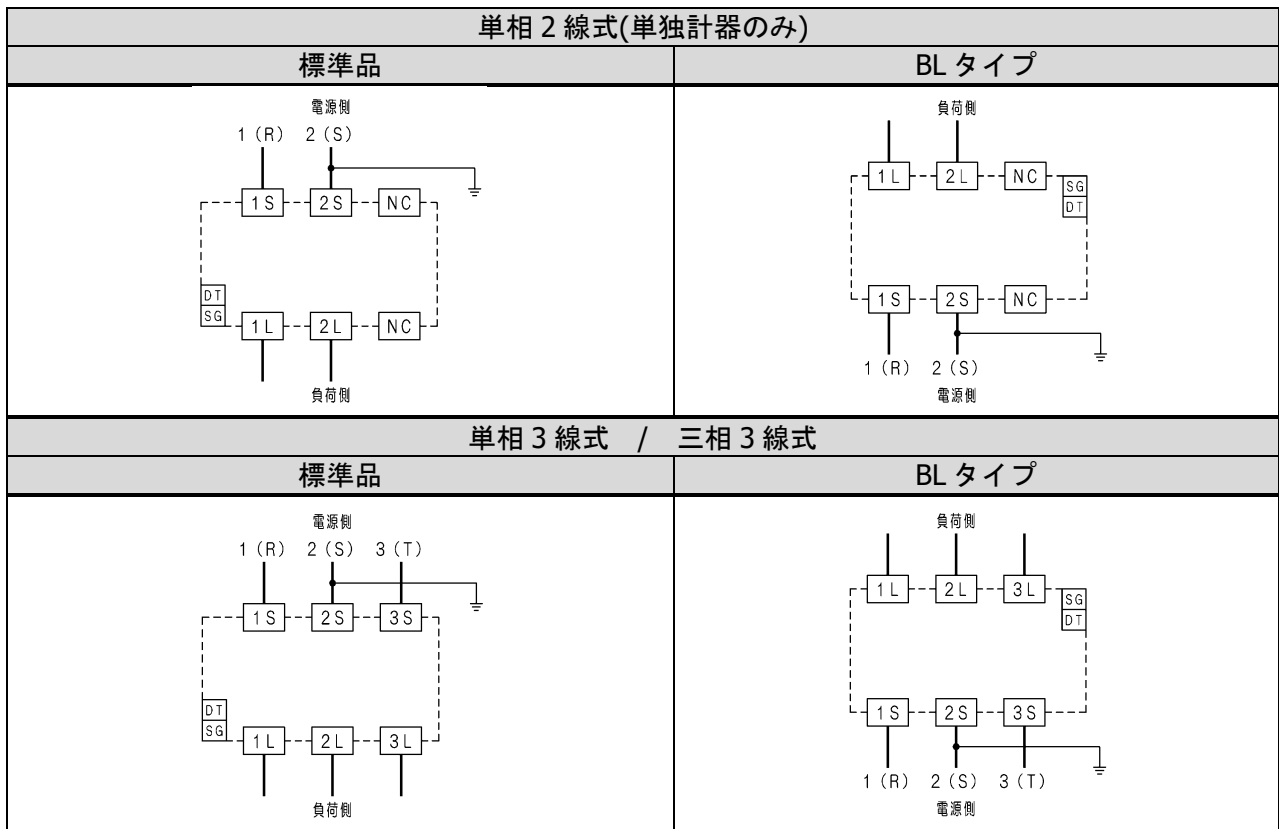 単相２線式(単独計器のみ)
標準品
BL タイプ
電源側
1 (R) 2 (S)
1S 2S NC
DT
SG
1L 2L NC
負荷側
負荷側
1L 2L NC
SG
DT
1S 2S NC
1 (R) 2 (S)
電源側
単相３線式 / 三相３線式
標準品
BL タイプ
電源側
1 (R) 2 (S) 3 (T)
1S 2S 3S
DT
SG
1L 2L 3L
負荷側
負荷側
1L 2L 3L
SG
DT
1S 2S 3S
1 (R) 2 (S) 3 (T)
電源側